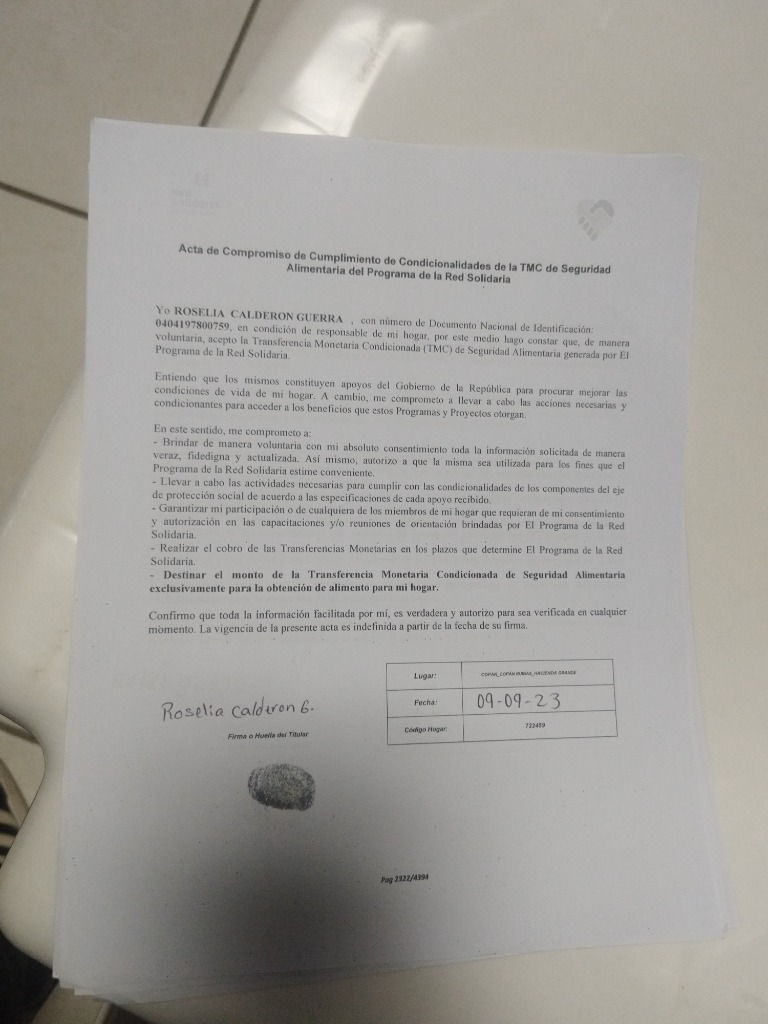 Acta de Compromiso de Cumplimiento de Condicionalidades de la TMC de Seguridad
Alimentaria del Programa de la Red Solidaria
Yo ROSELIA CALDERON GUERRA , con número de Documento Nacional de Identificación:
0404197800759, en condición de responsable de mi hogar, por este medio hago constar que, de manera
voluntaria, acepto la Transferencia Monetaria Condicionada (TMC) de Seguridad Alimentaria generada por El
Programa de la Red Solidaria.
Entiendo que los mismos constituyen apoyos del Gobierno de la República para procurar mejorar las
condiciones de vida de mi hogar. A cambio, me comprometo a llevar a cabo las acciones necesarias y
condicionantes para acceder a los beneficios que estos Programas y Proyectos otorgan.
En este sentido, me comprometo a:
- Brindar de manera voluntaria con mi absoluto consentimiento toda la información solicitada de manera
veraz, fidedigna y actualizada. Así mismo, autorizo a que la misma sea utilizada para los fines que el
Programa de la Red Solidaria estime conveniente.
- Llevar a cabo las actividades necesarias para cumplir con las condicionalidades de los componentes del eje
de protección social de acuerdo a las especificaciones de cada apoyo recibido.
- Garantizar mi participación o de cualquiera de los miembros de mi hogar que requieran de mi consentimiento
y autorización en las capacitaciones y/o reuniones de orientación brindadas por El Programa de la Red
Solidaria.
- Realizar el cobro de las Transferencias Monetarias en los plazos que determine El Programa de la Red
Solidaria.
- Destinar el monto de la Transferencia Monetaria Condicionada de Seguridad Alimentaria
exclusivamente para la obtención de alimento para mi hogar.
Confirmo que toda la información facilitada por mí, es verdadera y autorizo para sea verificada en cualquier
momento. La vigencia de la presente acta es indefinida a partir de la fecha de su firma.
Lugar: COPAN_COPAN RUINAS_HACIENDA GRANDE
Fecha: 09-09-23
Código Hogar: 722489
Roselia Calderon G.
Firma o Huella del Titular
Pag 2322/4394